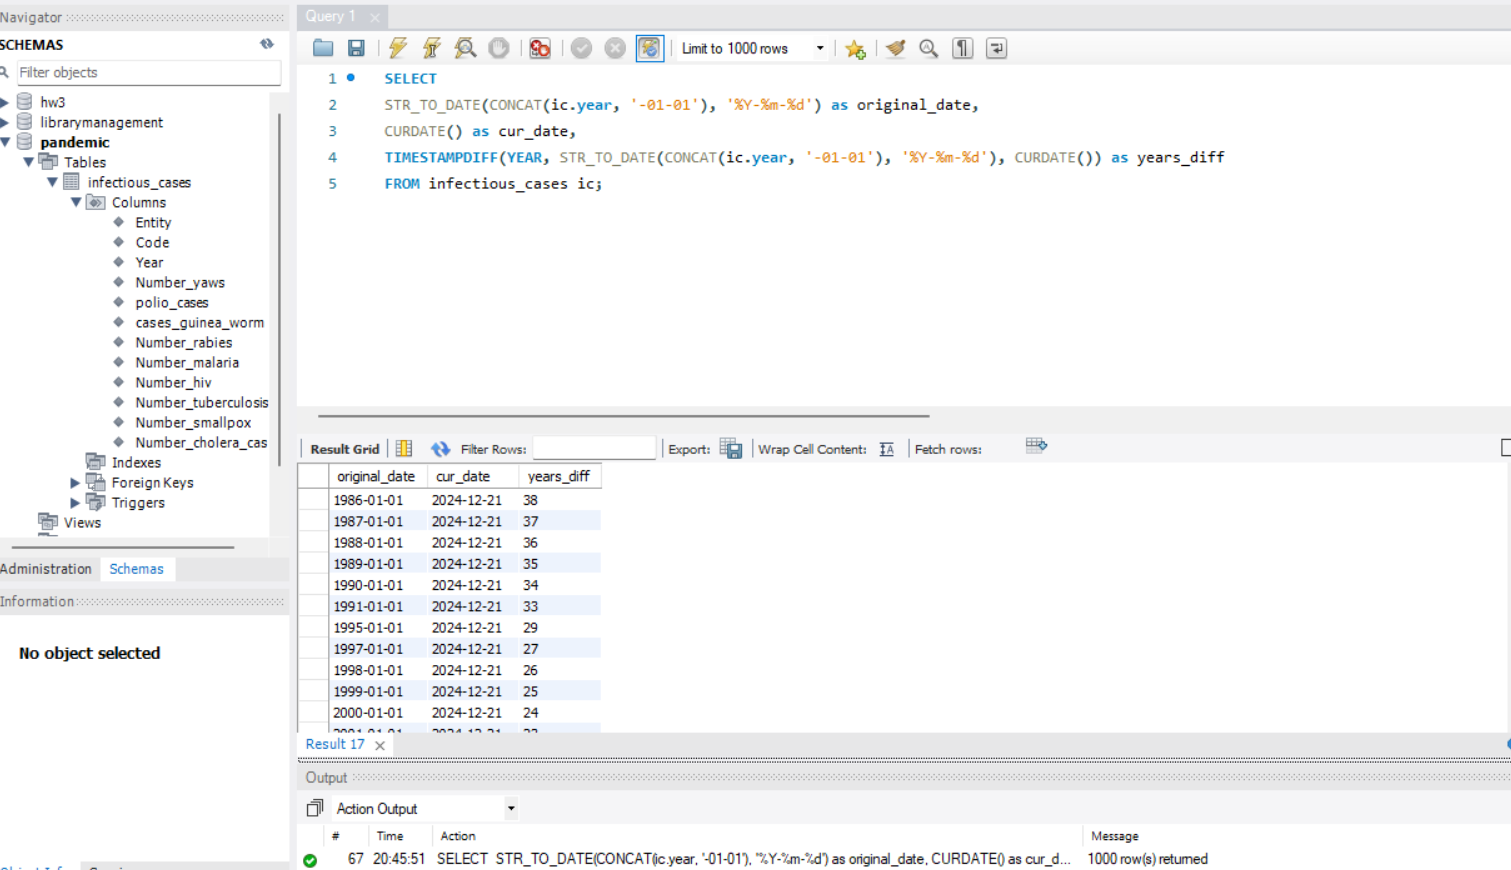 Navigator
SCHEMAS
Filter objects
hw3
librarymanagement
pandemic
Tables
infectious_cases
Columns
Entity
Code
Year
Number_yaws
polio_cases
cases_guinea_worm
Number_rabies
Number_malaria
Number_hiv
Number_tuberculosis
Number_smallpox
Number_cholera_cas
Indexes
Foreign Keys
Triggers
Views
Administration Schemas
Information
No object selected
Query 1
Limit to 1000 rows
1 SELECT
2 STR_TO_DATE(CONCAT(ic.year, '-01-01'), '%Y-%m-%d') as original_date,
3 CURDATE() as cur_date,
4 TIMESTAMPDIFF(YEAR, STR_TO_DATE(CONCAT(ic.year, '-01-01'), '%Y-%m-%d'), CURDATE()) as years_diff
5 FROM infectious_cases ic;
Result Grid Filter Rows: Export: Wrap Cell Content: Fetch rows:
original_date cur_date years_diff
1986-01-01 2024-12-21 38
1987-01-01 2024-12-21 37
1988-01-01 2024-12-21 36
1989-01-01 2024-12-21 35
1990-01-01 2024-12-21 34
1991-01-01 2024-12-21 33
1995-01-01 2024-12-21 29
1997-01-01 2024-12-21 27
1998-01-01 2024-12-21 26
1999-01-01 2024-12-21 25
2000-01-01 2024-12-21 24
Result 17
Output
Action Output
# Time Action Message
67 20:45:51 SELECT STR_TO_DATE(CONCAT(ic.year, '-01-01'), '%Y-%m-%d') as original_date, CURDATE() as cur_d... 1000 row(s) returned